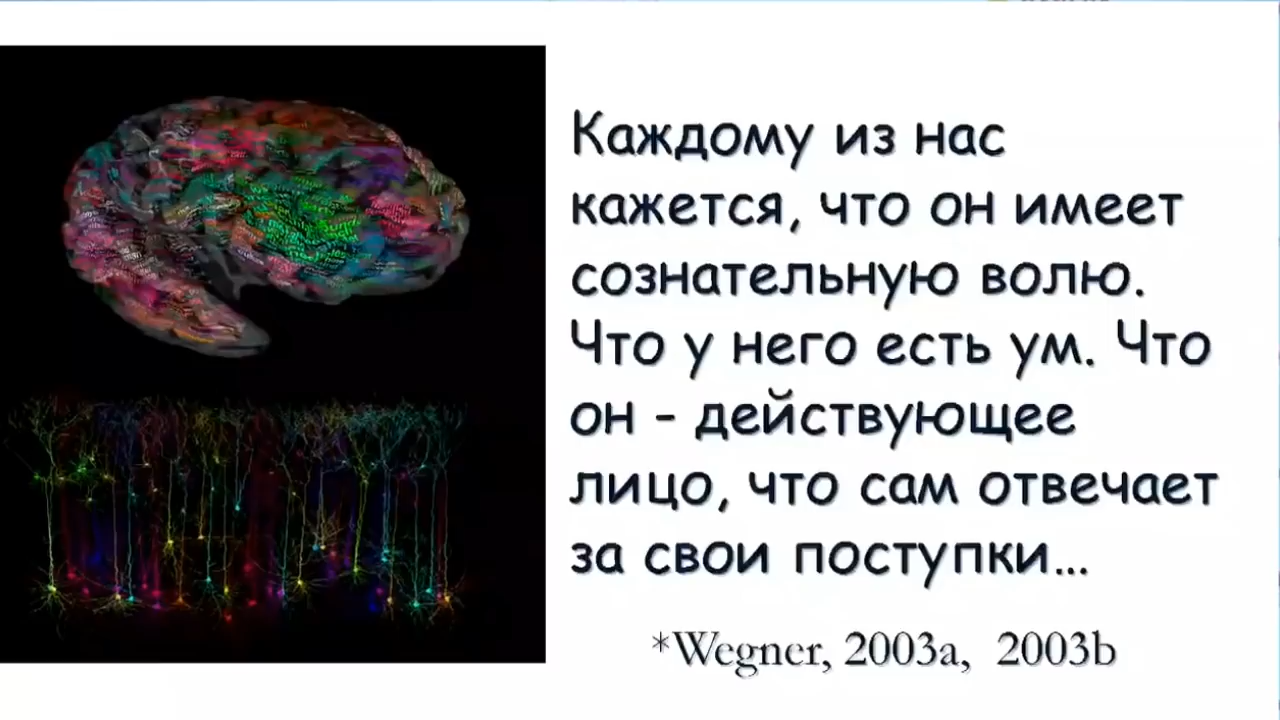 Каждому из нас
кажется, что он имеет
сознательную волю.
Что у него есть ум. Что
он - действующее
лицо, что сам отвечает
за свои поступки...
*Wegner, 2003a, 2003b